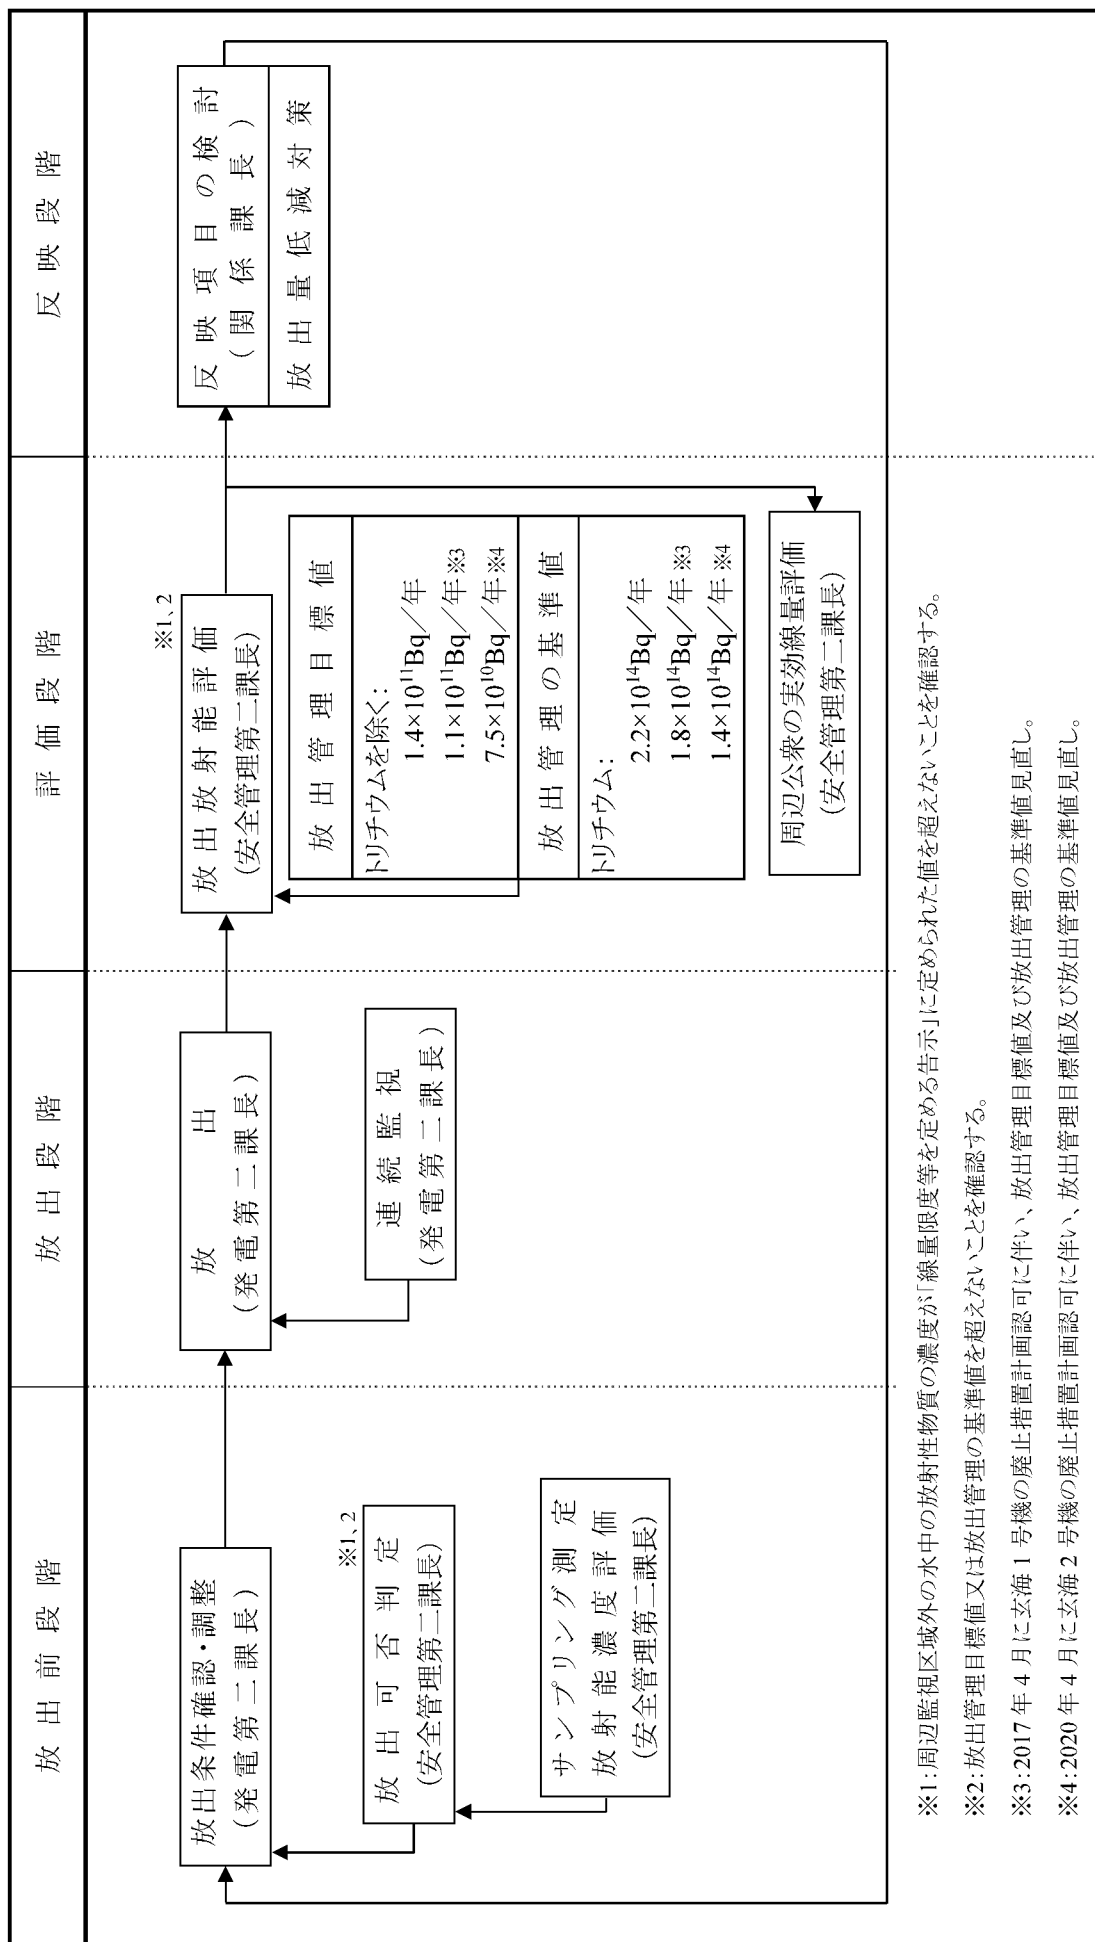 放出前段階
放出段階
評価段階
反映段階
放出条件確認・調整
(発電第二課長)
※1、2
放出可否判定
(安全管理第二課長)
サンプリング測定
放射能濃度評価
(安全管理第二課長)
放出
(発電第二課長)
連続監視
(発電第二課長)
※1、2
放出放射能評価
(安全管理第二課長)
放出管理目標値
トリチウムを除く:
1.4×10¹¹Bq/年
1.1×10¹¹Bq/年※3
7.5×10¹⁰Bq/年※4
放出管理の基準値
トリチウム:
2.2×10¹⁴Bq/年
1.8×10¹⁴Bq/年※3
1.4×10¹⁴Bq/年※4
周辺公衆の実効線量評価
(安全管理第二課長)
反映項目の検討
(関係課長)
放出量低減対策
※1:周辺監視区域外の水中の放射性物質の濃度が「線量限度等を定める告示」に定められた値を超えないことを確認する。
※2:放出管理目標値又は放出管理の基準値を超えないことを確認する。
※3:2017年4月に玄海1号機の廃止措置計画認可に伴い、放出管理目標値及び放出管理の基準値見直し。
※4:2020年4月に玄海2号機の廃止措置計画認可に伴い、放出管理目標値及び放出管理の基準値見直し。